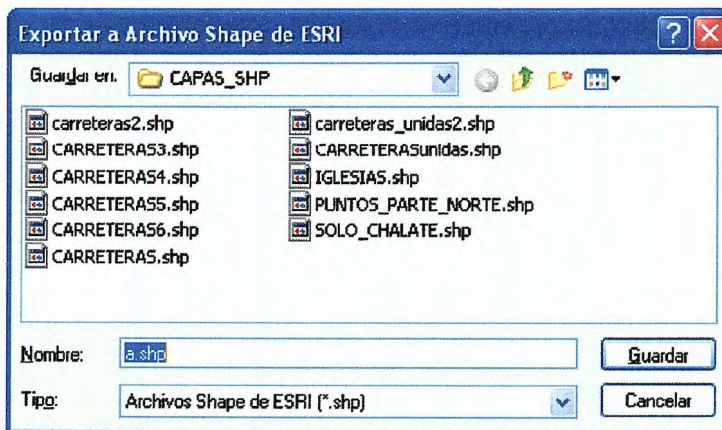 Exportar a Archivo Shape de ESRI
Guardar en: CAPAS_SHP
carreteras2.shp
CARRETERAS3.shp
CARRETERAS4.shp
CARRETERAS5.shp
CARRETERAS6.shp
CARRETERAS.shp
carreteras_unidas2.shp
CARRETERASunidas.shp
IGLESIAS.shp
PUNTOS_PARTE_NORTE.shp
SOLO_CHALATE.shp
Nombre: a.shp
Guardar
Tipo: Archivos Shape de ESRI (*.shp)
Cancelar